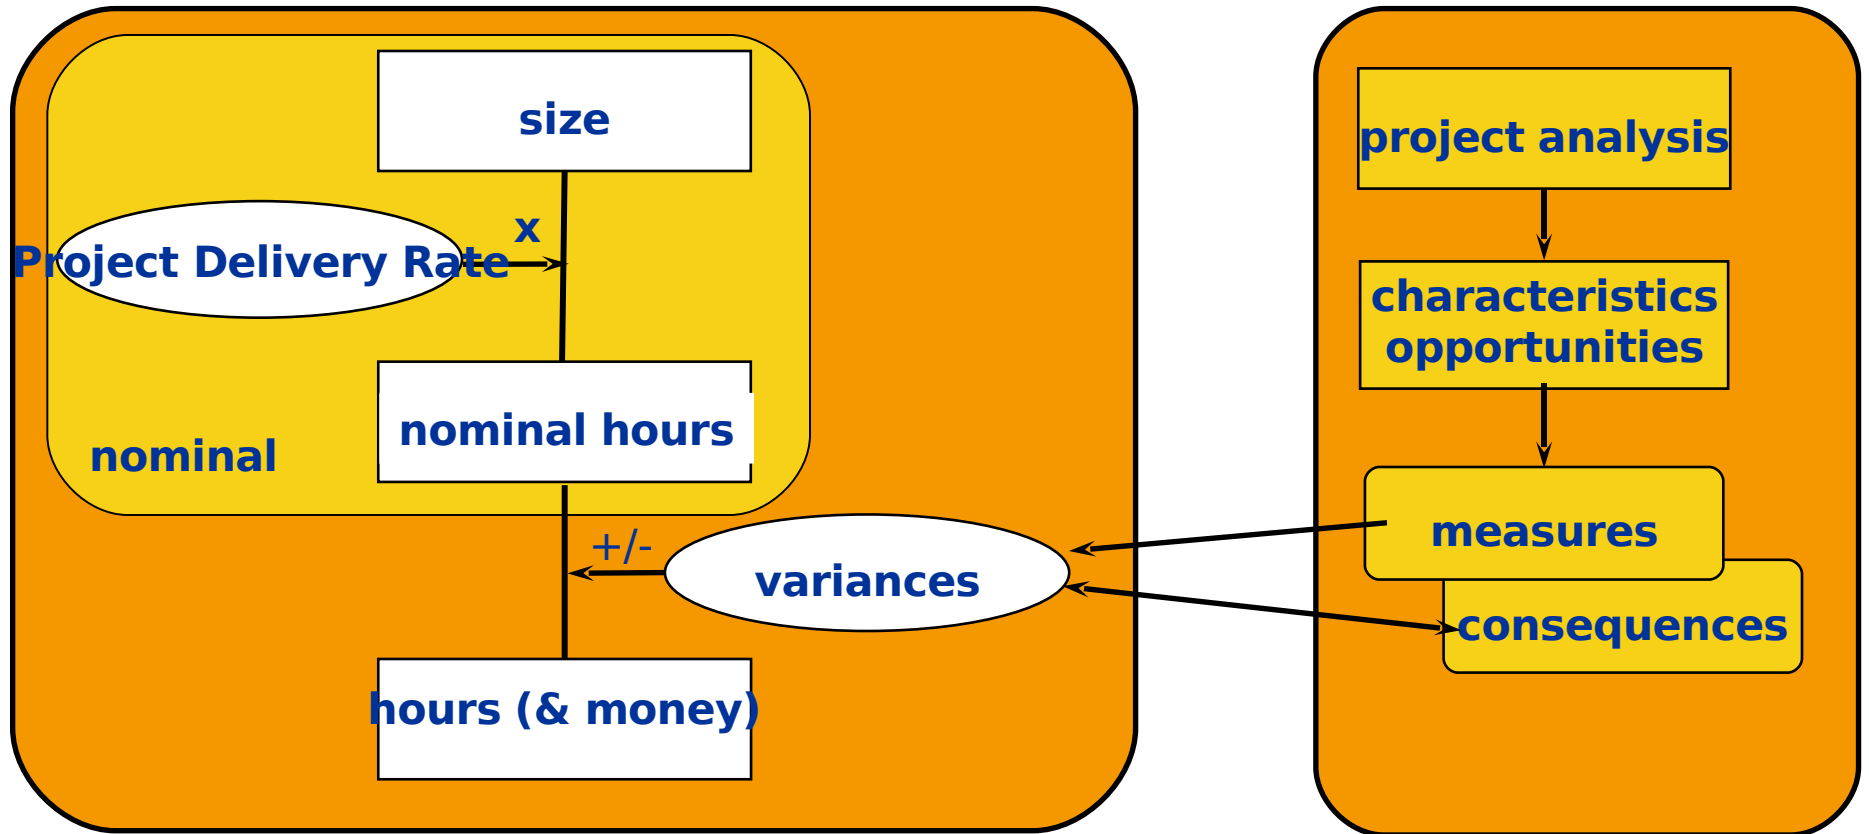 size
x
Project Delivery Rate
nominal hours
nominal
+/-
variances
hours (& money)
project analysis
characteristics
opportunities
measures
consequences